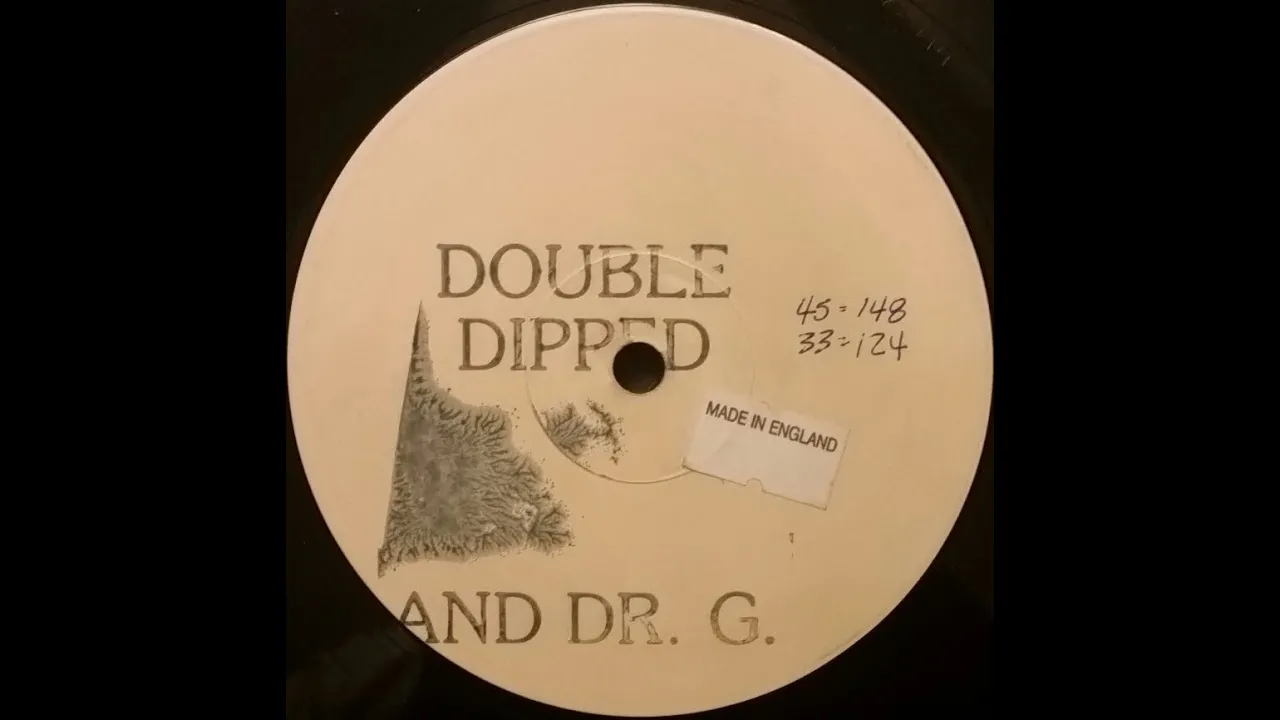 DOUBLE
DIPPED
45 = 148
33 = 124
MADE IN ENGLAND
AND DR. G.